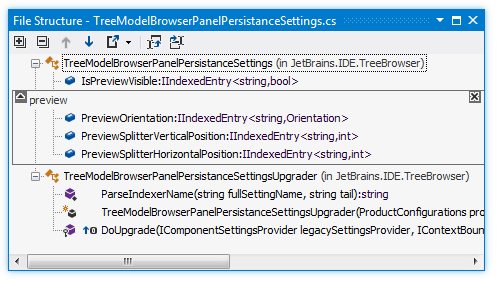 File Structure - TreeModelBrowserPanelPersistanceSettings.cs
TreeModelBrowserPanelPersistanceSettings (in JetBrains.IDE.TreeBrowser)
IsPreviewVisible:IIndexedEntry<string,bool>
preview
PreviewOrientation:IIndexedEntry<string,Orientation>
PreviewSplitterVerticalPosition:IIndexedEntry<string,int>
PreviewSplitterHorizontalPosition:IIndexedEntry<string,int>
TreeModelBrowserPanelPersistanceSettingsUpgrader (in JetBrains.IDE.TreeBrowser)
ParseIndexerName(string fullSettingName, string tail):string
TreeModelBrowserPanelPersistanceSettingsUpgrader(ProductConfigurations pro
DoUpgrade(IComponentSettingsProvider legacySettingsProvider, IContextBoun